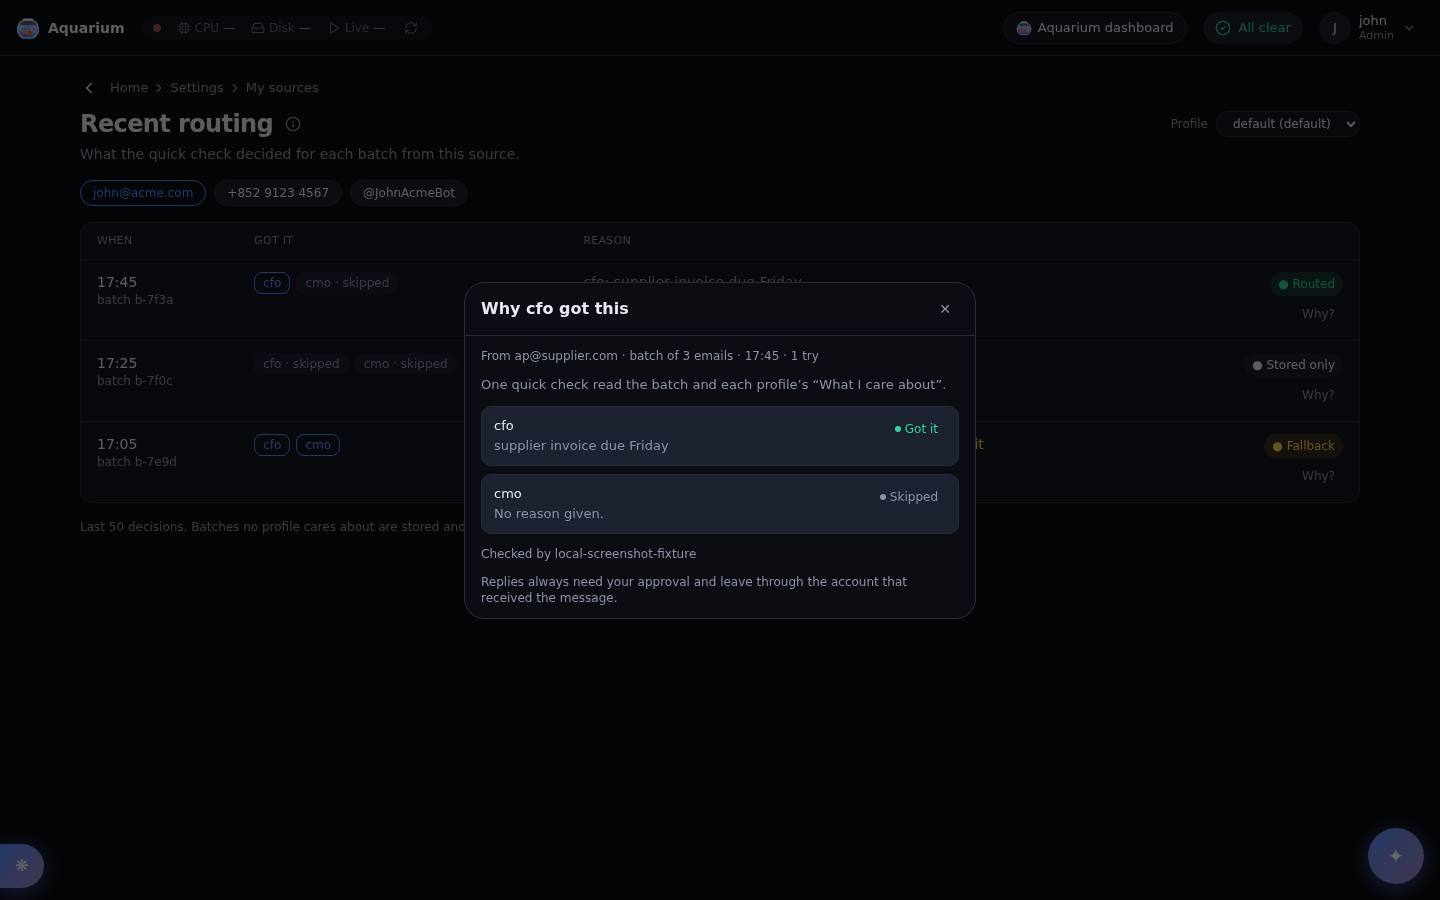 Aquarium
CPU — Disk — Live —
Aquarium dashboard
All clear
J
john
Admin
Home > Settings > My sources
Recent routing
Profile default (default)
What the quick check decided for each batch from this source.
john@acme.com
+852 9123 4567
@JohnAcmeBot
WHEN GOT IT REASON
17:45 cfo cmo · skipped cfo: supplier invoice due Friday Routed
batch b-7f3a
Why?
17:25 cfo · skipped cmo · skipped Stored only
batch b-7f0c
Why?
17:05 cfo cmo it Fallback
batch b-7e9d
Why?
Last 50 decisions. Batches no profile cares about are stored and
Why cfo got this
From ap@supplier.com · batch of 3 emails · 17:45 · 1 try
One quick check read the batch and each profile’s “What I care about”.
cfo
Got it
supplier invoice due Friday
cmo
Skipped
No reason given.
Checked by local-screenshot-fixture
Replies always need your approval and leave through the account that
received the message.